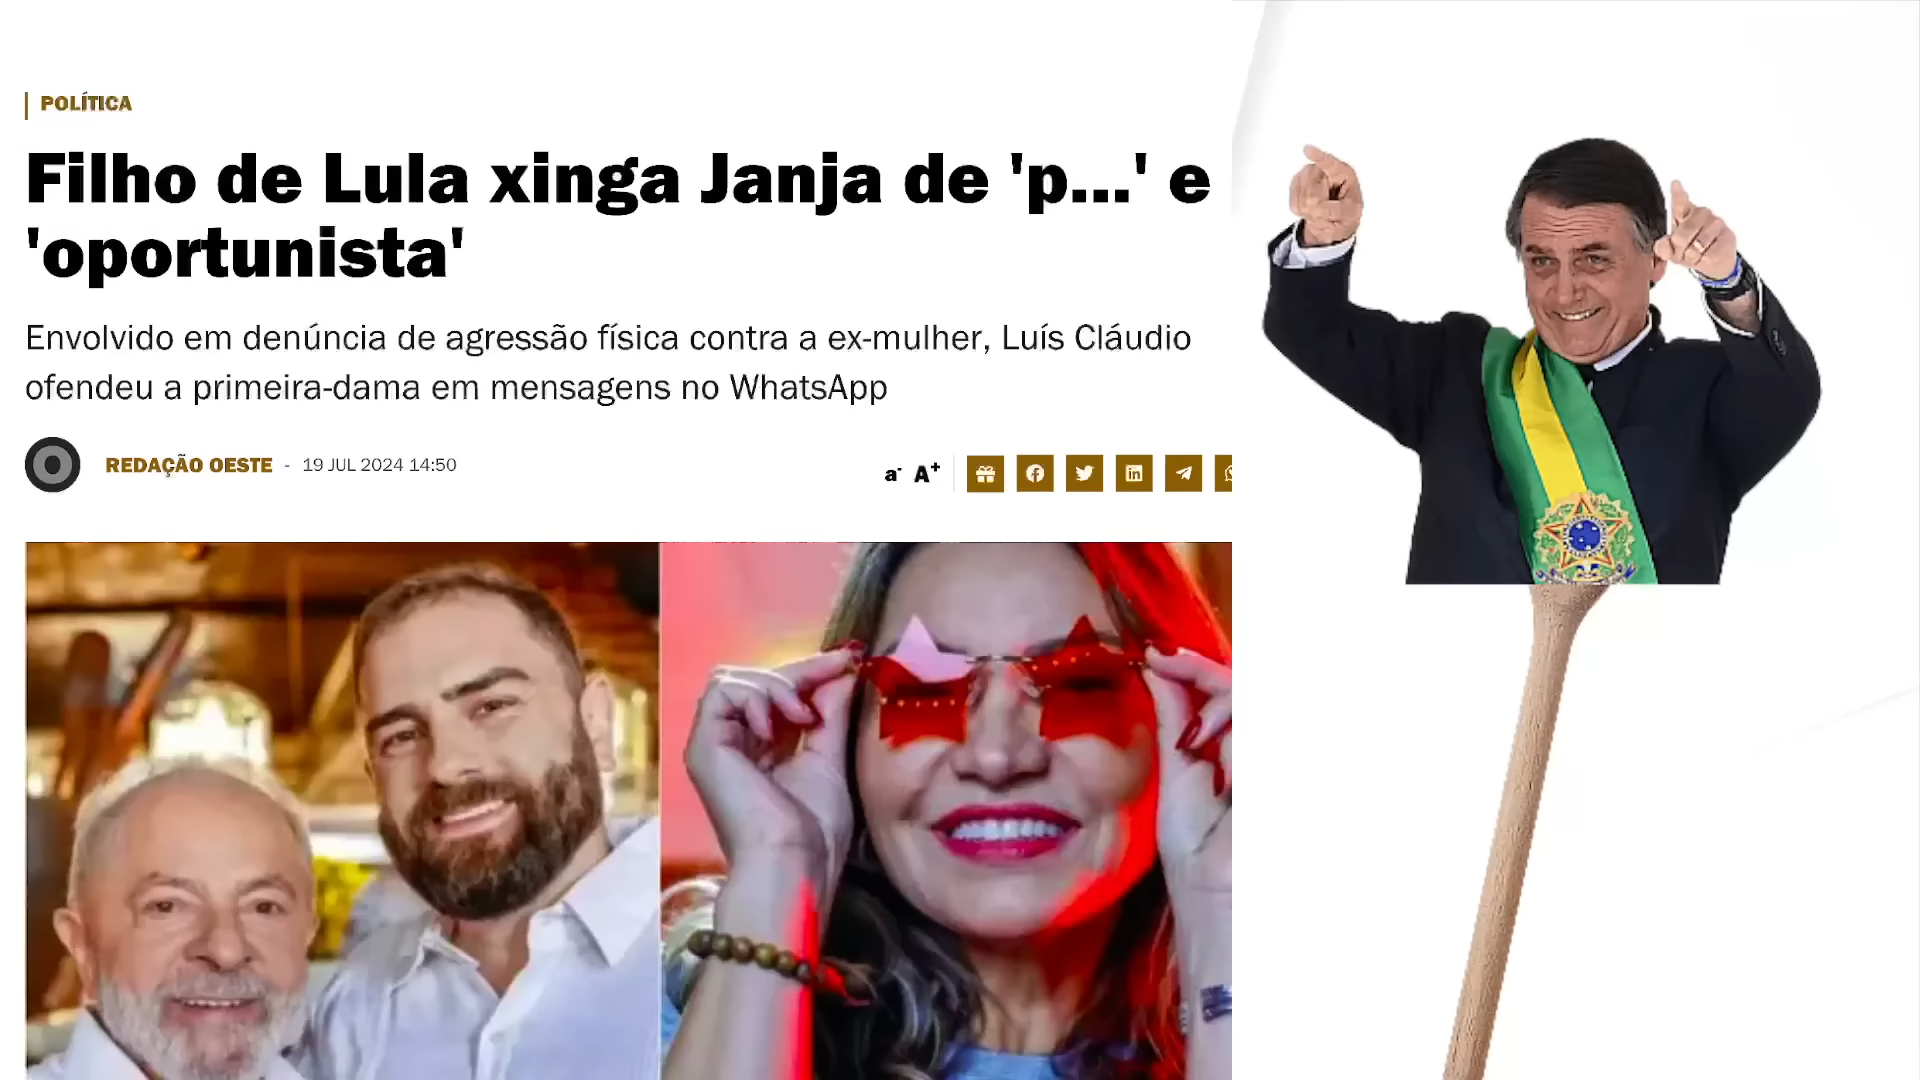 POLÍTICA
Filho de Lula xinga Janja de 'p...' e
'oportunista'
Envolvido em denúncia de agressão física contra a ex-mulher, Luís Cláudio
ofendeu a primeira-dama em mensagens no WhatsApp
REDAÇÃO OESTE - 19 JUL 2024 14:50
a- A+